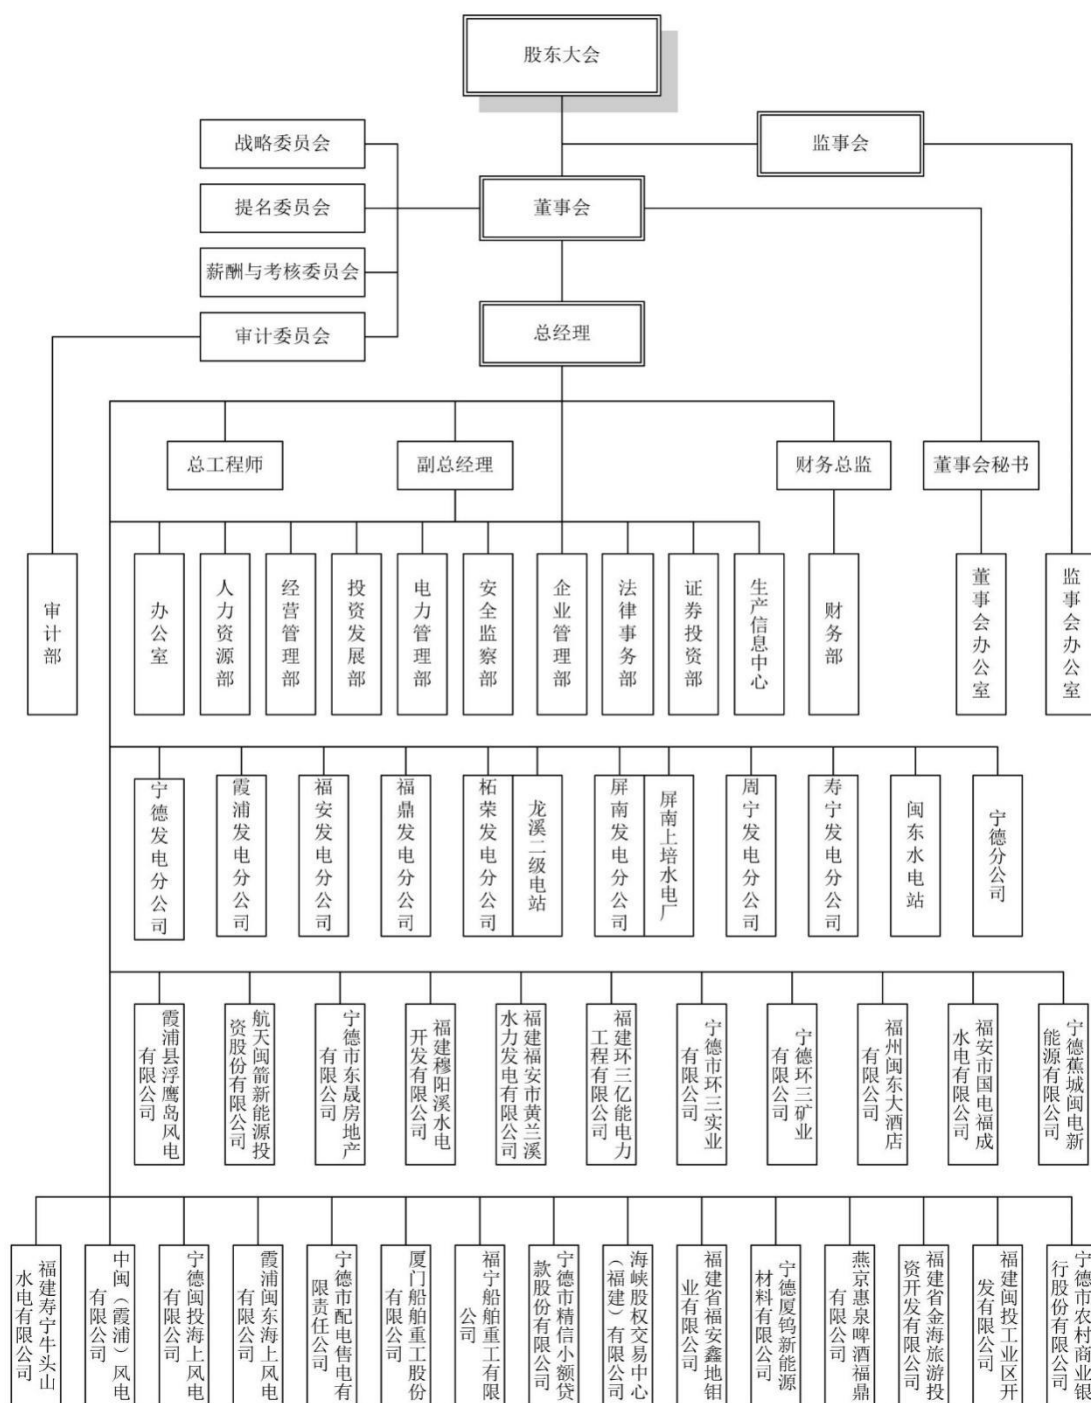 股东大会
战略委员会
监事会
提名委员会
董事会
薪酬与考核委员会
审计委员会
总经理
总工程师
副总经理
财务总监
董事会秘书
审计部
办公室
人力资源部
经营管理部
投资发展部
电力管理部
安全监察部
企业管理部
法律事务部
证券投资部
生产信息中心
财务部
董事会办公室
监事会办公室
宁德发电分公司
霞浦发电分公司
福安发电分公司
福鼎发电分公司
柘荣发电分公司
龙溪二级电站
屏南发电分公司
屏南上培水电厂
周宁发电分公司
寿宁发电分公司
闽东水电站
宁德分公司
霞浦县浮鹰岛风电
有限公司
航天闽箭新能源投
资股份有限公司
宁德市东晟房地产
有限公司
福建穆阳溪水电
开发有限公司
福建福安市黄兰溪
水力发电有限公司
福建环三亿能电力
工程有限公司
宁德市环三实业
有限公司
宁德环三矿业
有限公司
福州闽东大酒店
有限公司
福安市国电福成
水电有限公司
宁德蕉城闽电新
能源有限公司
福建寿宁牛头山
水电有限公司
中闽（霞浦）风电
有限公司
宁德闽投海上风电
有限公司
霞浦闽东海上风电
有限公司
宁德市配电售电有
限责任公司
厦门船舶重工股份
有限公司
福宁船舶重工有限
公司
宁德市精信小额贷
款股份有限公司
海峡股权交易中心
（福建）有限公司
福建省福安鑫地钼
业有限公司
宁德厦钨新能源
材料有限公司
燕京惠泉啤酒福鼎
有限公司
福建省金海旅游投
资开发有限公司
福建闽投工业区开
发有限公司
宁德市农村商业银
行股份有限公司